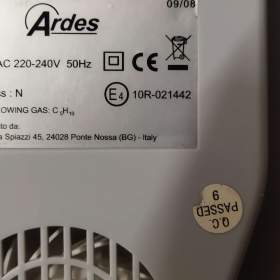 09/08
Ardes
AC 220-240V 50Hz
CE
ss : N
E4 10R-021442
OWING GAS: C5H10
to da:
a Spiazzi 45, 24028 Ponte Nossa (BG) - Italy
Q.C.
PASSED
9